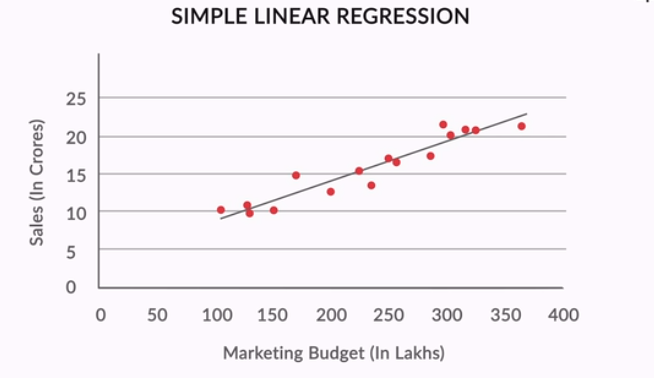 SIMPLE LINEAR REGRESSION
25
20
15
10
5
0
Sales (In Crores)
0 50 100 150 200 250 300 350 400
Marketing Budget (In Lakhs)